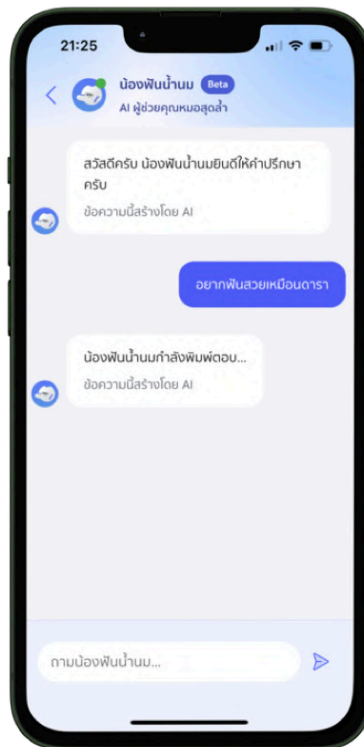 21:25
น้องฟันน้ำนม Beta
AI ผู้ช่วยคุณหมอสุดล้ำ
สวัสดีครับ น้องฟันน้ำนมยินดีให้คำปรึกษา
ครับ
ข้อความนี้สร้างโดย AI
อยากฟันสวยเหมือนดารา
น้องฟันน้ำนมกำลังพิมพ์ตอบ...
ข้อความนี้สร้างโดย AI
ถามน้องฟันน้ำนม...